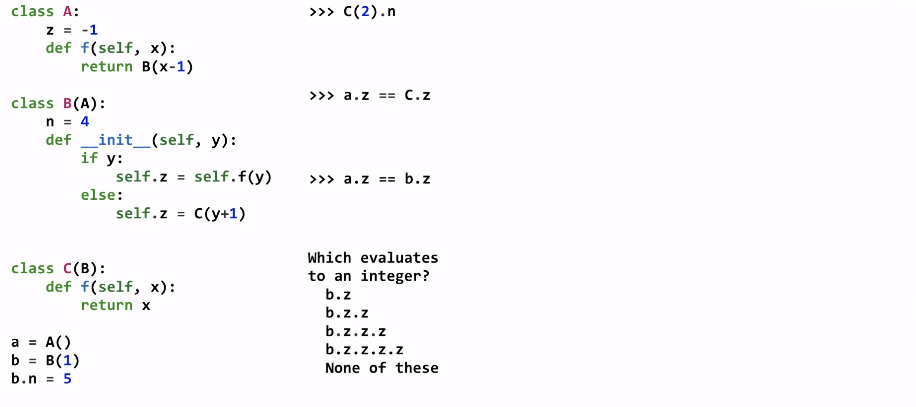 class A:
    z = -1
    def f(self, x):
        return B(x-1)
class B(A):
    n = 4
    def __init__(self, y):
        if y:
            self.z = self.f(y)
        else:
            self.z = C(y+1)
class C(B):
    def f(self, x):
        return x
a = A()
b = B(1)
b.n = 5
>>> C(2).n
>>> a.z == C.z
>>> a.z == b.z
Which evaluates
to an integer?
  b.z
  b.z.z
  b.z.z.z
  b.z.z.z.z
  None of these